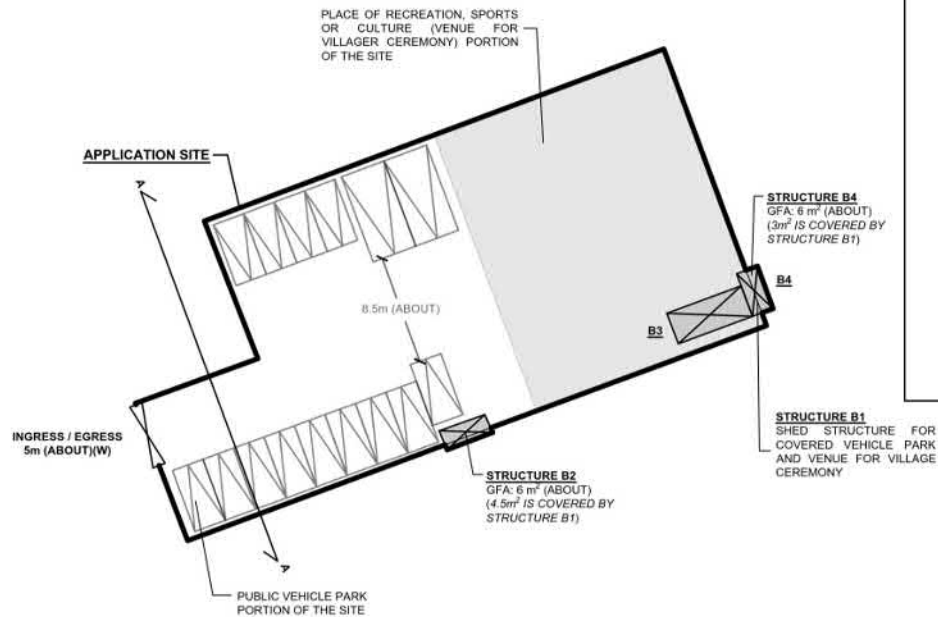 PLACE OF RECREATION, SPORTS
OR CULTURE (VENUE FOR
VILLAGER CEREMONY) PORTION
OF THE SITE
APPLICATION SITE
A
STRUCTURE B4
GFA: 6 m² (ABOUT)
(3m² IS COVERED BY
STRUCTURE B1)
B4
8.5m (ABOUT)
B3
INGRESS / EGRESS
5m (ABOUT)(W)
STRUCTURE B1
SHED STRUCTURE FOR
COVERED VEHICLE PARK
AND VENUE FOR VILLAGE
CEREMONY
STRUCTURE B2
GFA: 6 m² (ABOUT)
(4.5m² IS COVERED BY
STRUCTURE B1)
A
PUBLIC VEHICLE PARK
PORTION OF THE SITE